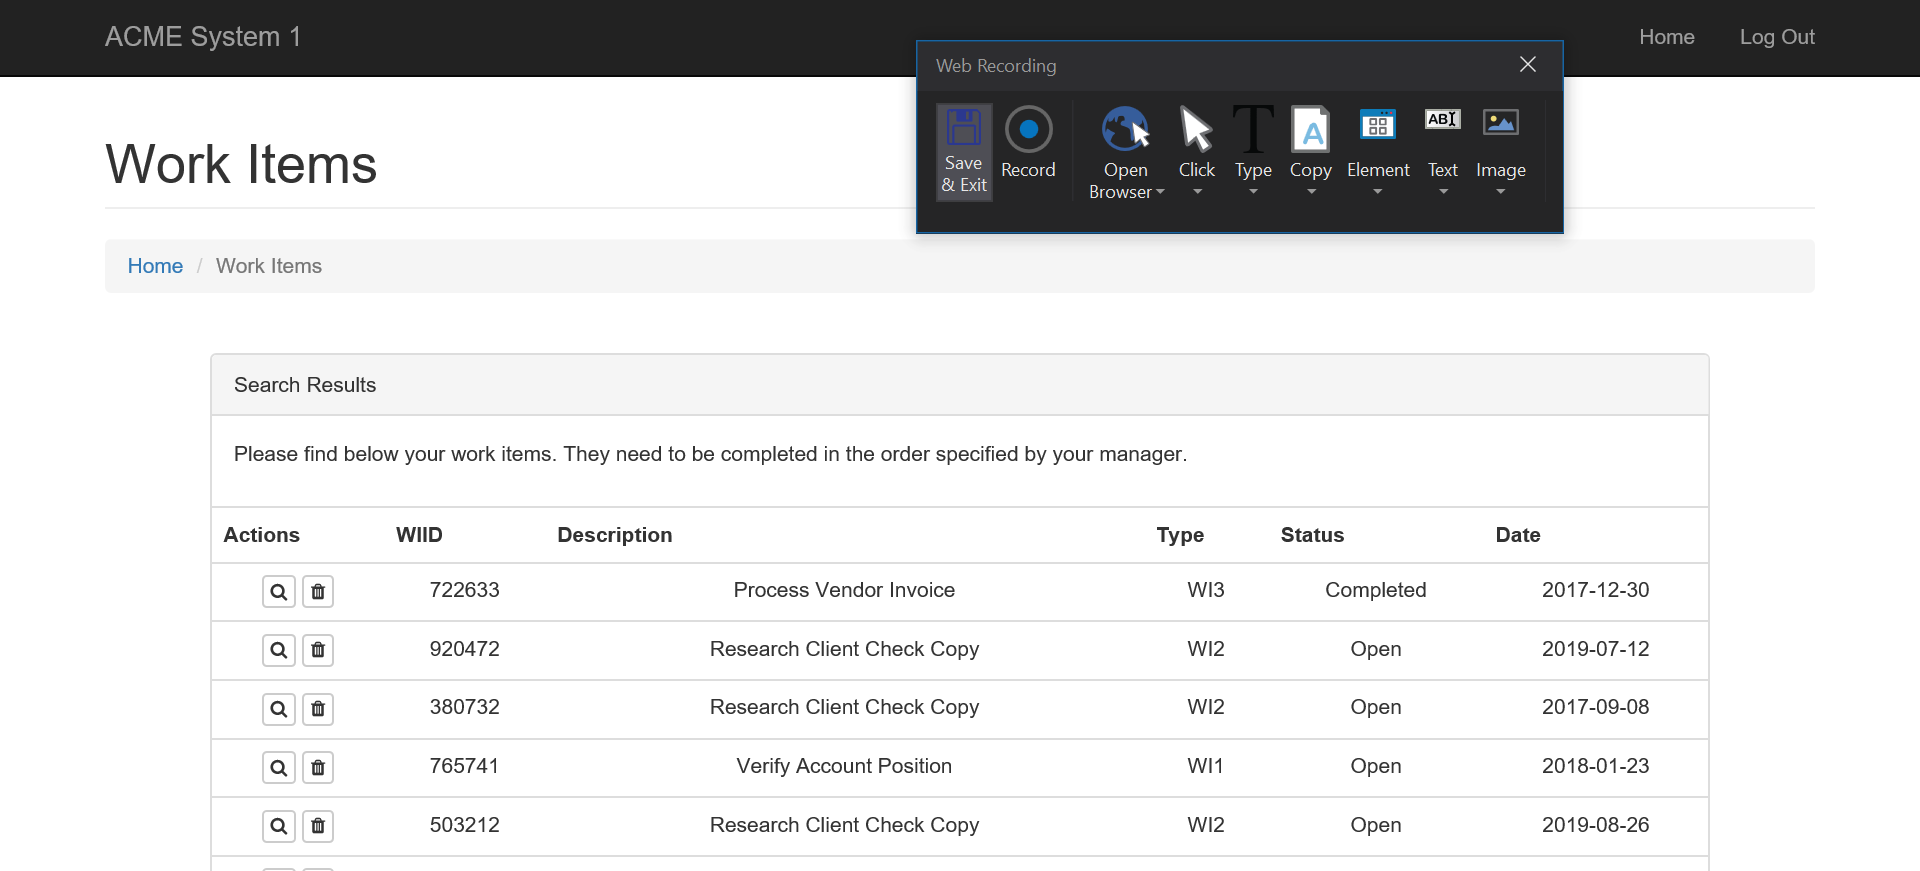 ACME System 1
Home
Log Out
Web Recording
Save & Exit
Record
Open Browser
Click
Type
Copy
Element
Text
Image
A
ABI
Work Items
Home / Work Items
Search Results
Please find below your work items. They need to be completed in the order specified by your manager.
Actions WIID Description Type Status Date
722633 Process Vendor Invoice WI3 Completed 2017-12-30
920472 Research Client Check Copy WI2 Open 2019-07-12
380732 Research Client Check Copy WI2 Open 2017-09-08
765741 Verify Account Position WI1 Open 2018-01-23
503212 Research Client Check Copy WI2 Open 2019-08-26